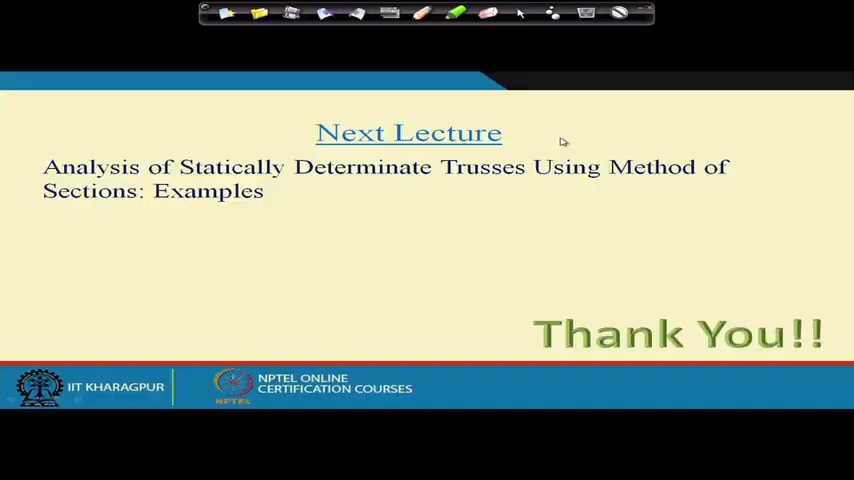 Next Lecture
Analysis of Statically Determinate Trusses Using Method of
Sections: Examples
Thank You!!
IIT KHARAGPUR
NPTEL ONLINE
CERTIFICATION COURSES
NPTEL